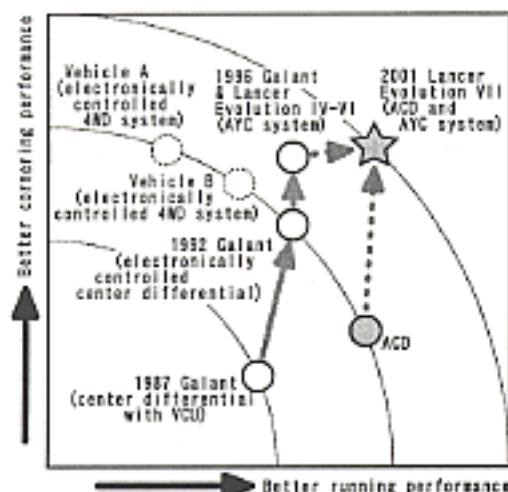 Better cornering performance
Vehicle A
(electronically
controlled
4WD system)
1996 Galant
& Lancer
Evolution IV-VI
(AYC system)
2001 Lancer
Evolution VII
(ACD and
AYC system)
Vehicle B
(electronically
controlled 4WD system)
1992 Galant
(electronically
controlled
center differential)
ACD
1987 Galant
(center differential
with VCU)
Better running performance